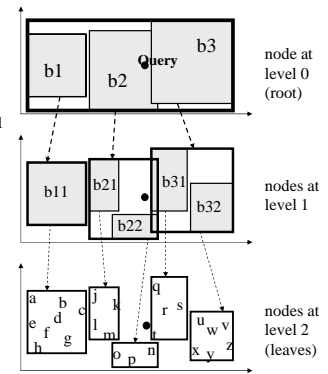 b1
b2
Query
b3
node at
level 0
(root)
b11
b21
b22
b31
b32
nodes at
level 1
a
b
c
d
e
f
g
h
j
k
l
m
o
p
n
q
r
s
t
u
v
w
x
y
z
nodes at
level 2
(leaves)